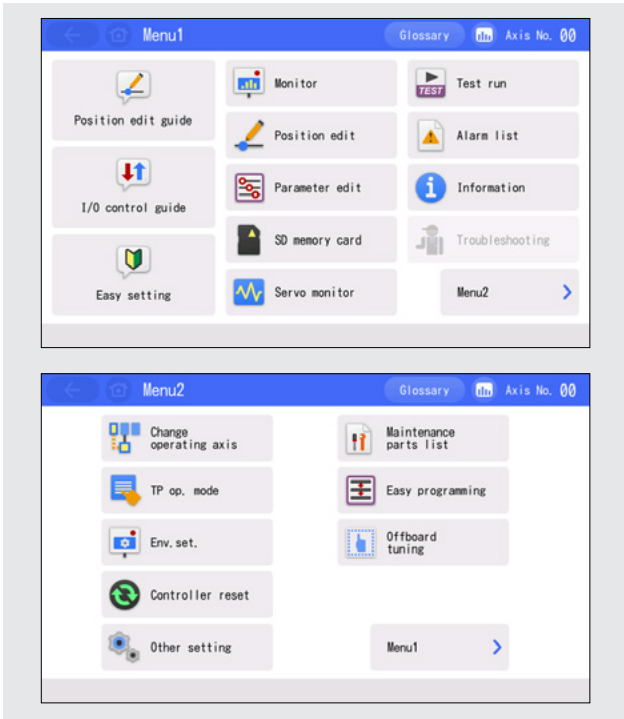 Menu1
Glossary
Axis No. 00
Position edit guide
I/O control guide
Easy setting
Monitor
Position edit
Parameter edit
SD memory card
Servo monitor
TEST
Test run
Alarm list
Information
Troubleshooting
Menu2
Menu2
Glossary
Axis No. 00
Change
operating axis
TP op. mode
Env.set.
Controller reset
Other setting
Maintenance
parts list
Easy programming
Offboard
tuning
Menu1